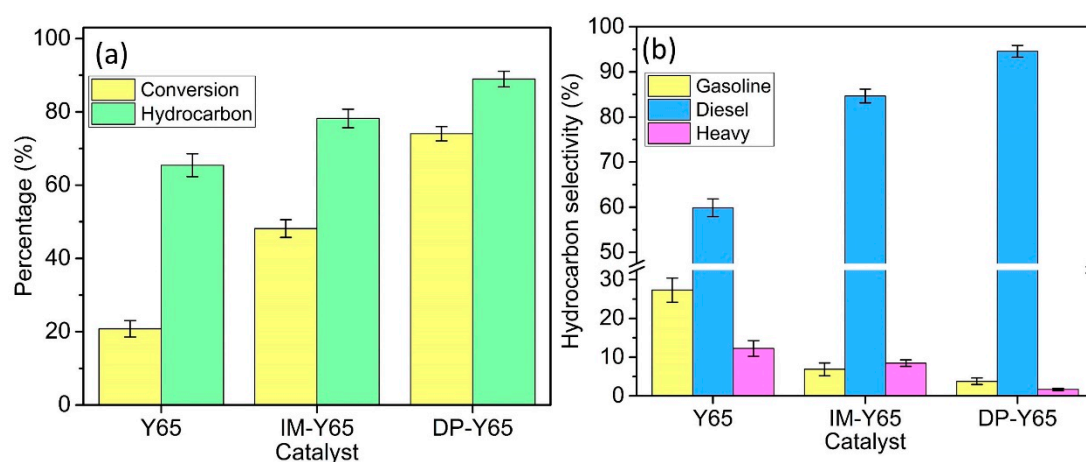 (a)
Conversion
Hydrocarbon
Percentage (%)
100
80
60
40
20
0
Y65 IM-Y65 DP-Y65
Catalyst
(b)
Gasoline
Diesel
Heavy
Hydrocarbon selectivity (%)
100
90
80
70
60
50
30
20
10
0
Y65 IM-Y65 DP-Y65
Catalyst